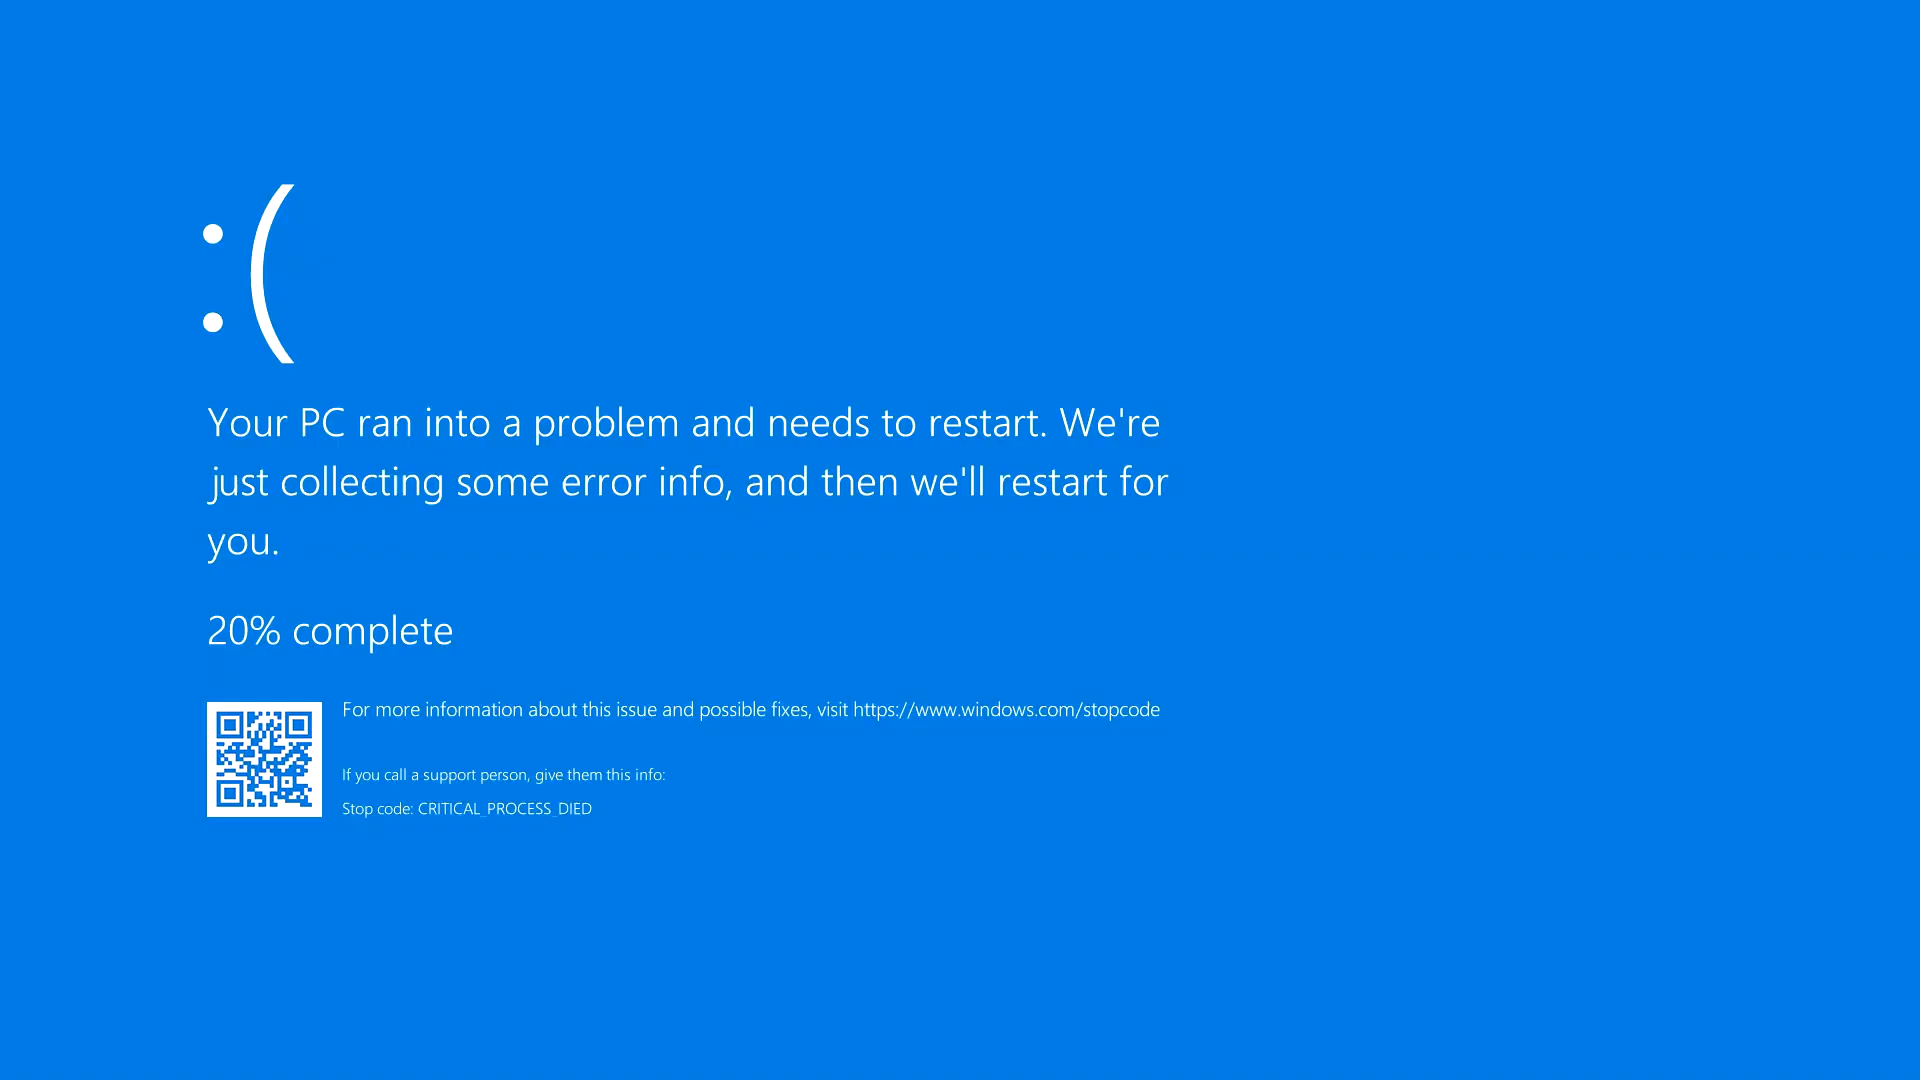 :(
Your PC ran into a problem and needs to restart. We're
just collecting some error info, and then we'll restart for
you.
20% complete
For more information about this issue and possible fixes, visit https://www.windows.com/stopcode
If you call a support person, give them this info:
Stop code: CRITICAL_PROCESS_DIED